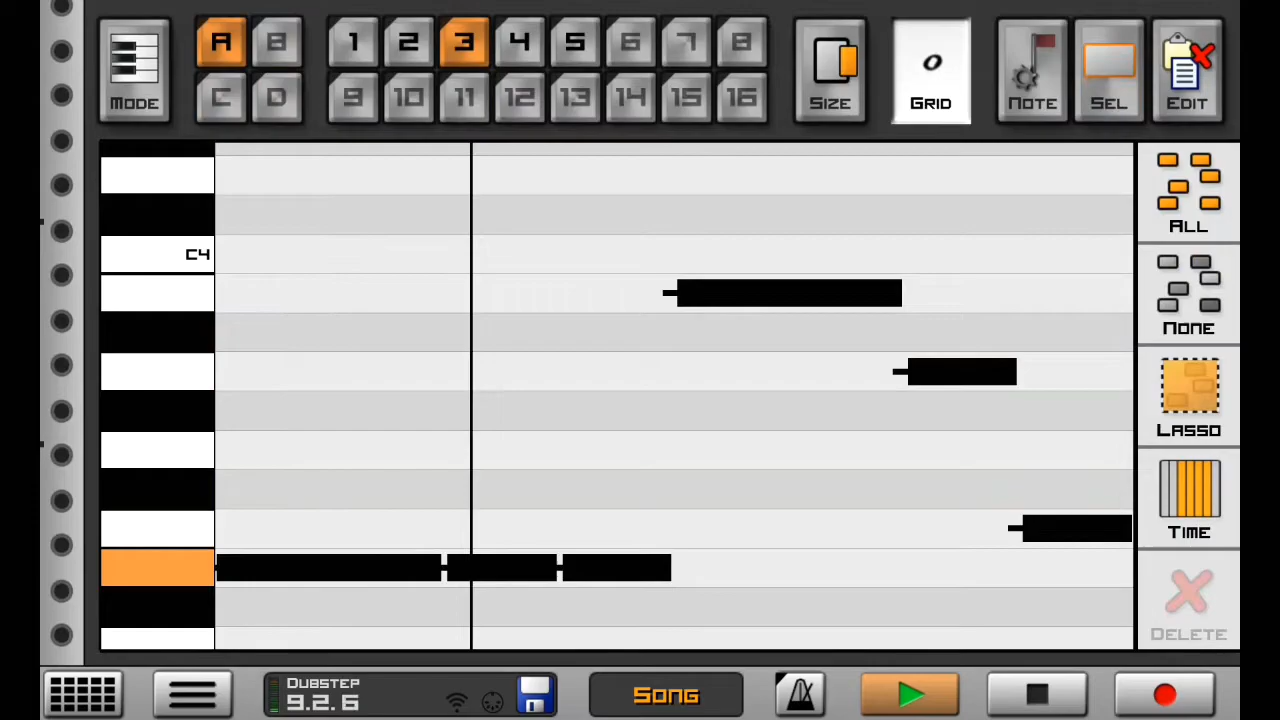 MODE
A B 1 2 3 4 5 6 7 8
C D 9 10 11 12 13 14 15 16
SIZE
GRID
NOTE
SEL
EDIT
C4
ALL
NONE
LASSO
TIME
DELETE
DUBSTEP
9.2.6
SONG